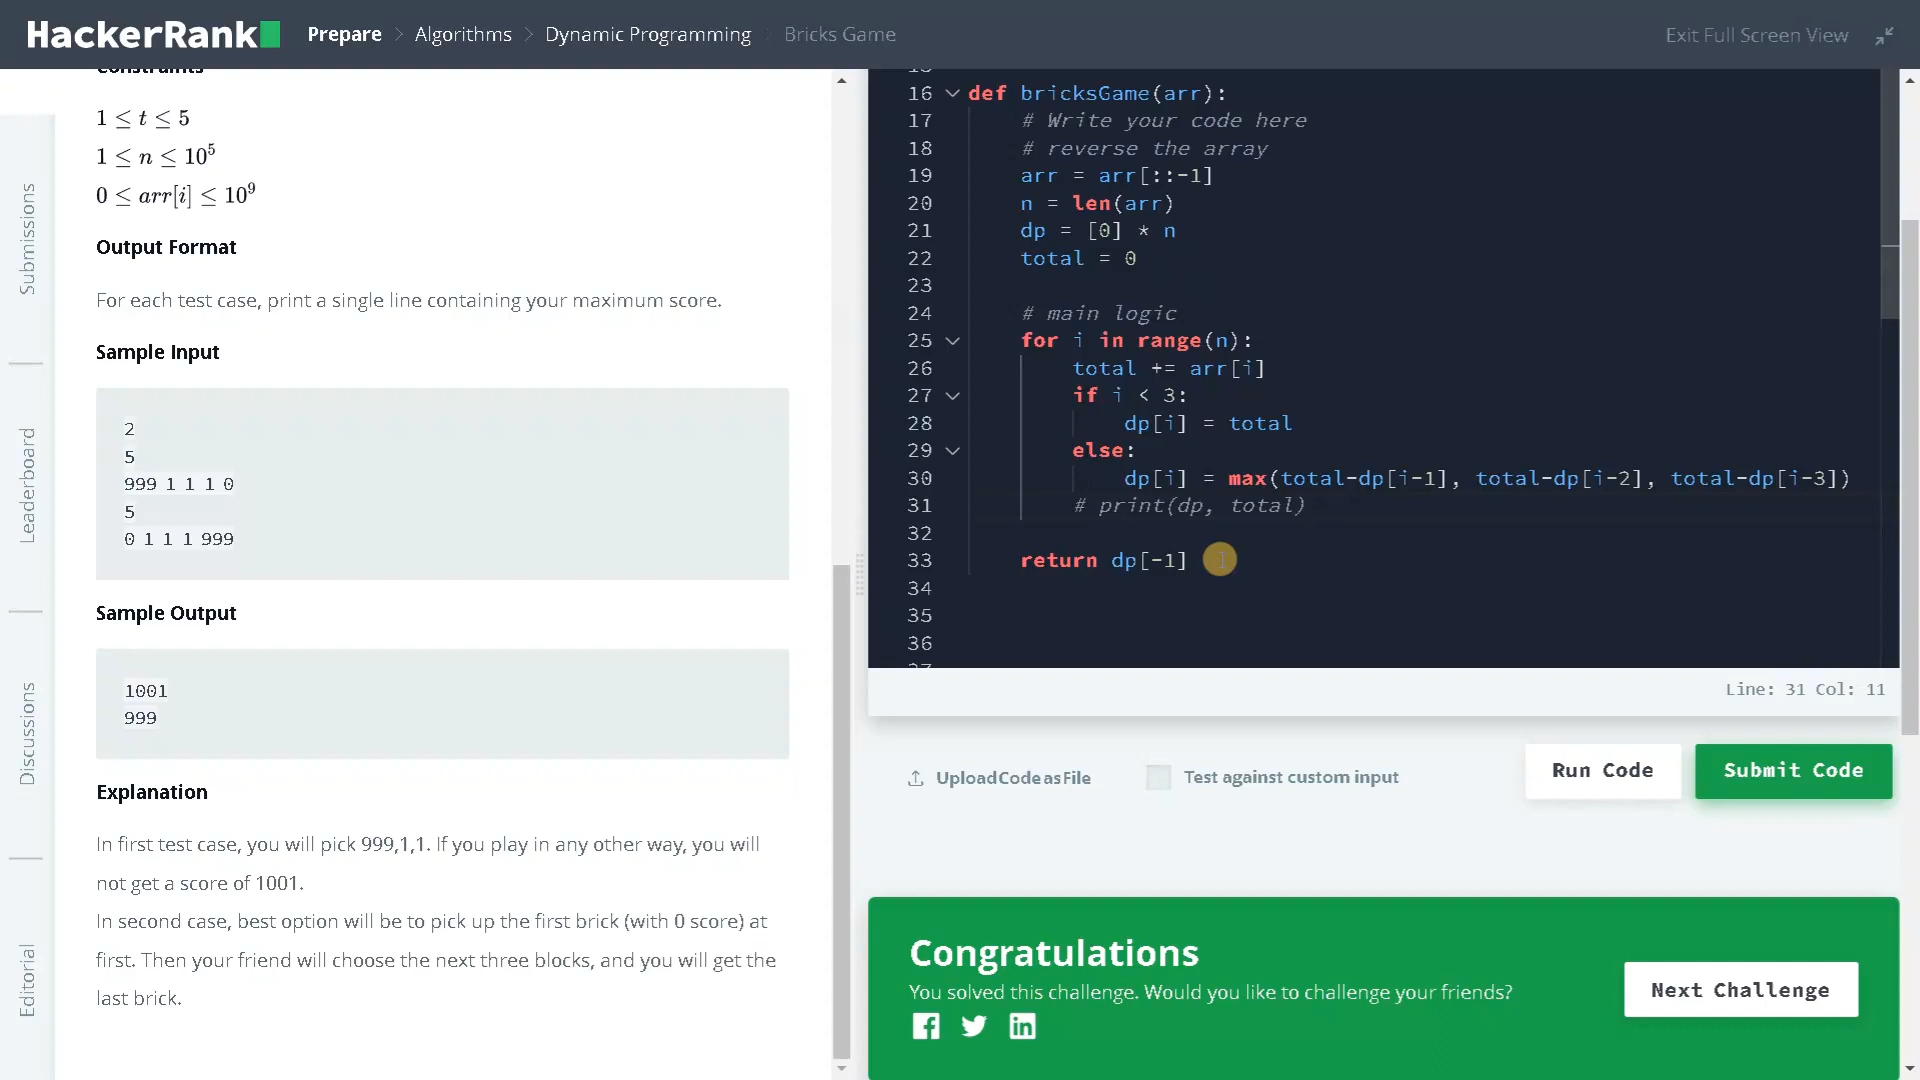 HackerRank
Prepare > Algorithms > Dynamic Programming > Bricks Game
Exit Full Screen View
Submissions
Leaderboard
Discussions
Editorial
Constraints
1 ≤ t ≤ 5
1 ≤ n ≤ 10^5
0 ≤ arr[i] ≤ 10^9
Output Format
For each test case, print a single line containing your maximum score.
Sample Input
2
5
999 1 1 1 0
5
0 1 1 1 999
Sample Output
1001
999
Explanation
In first test case, you will pick 999,1,1. If you play in any other way, you will
not get a score of 1001.
In second case, best option will be to pick up the first brick (with 0 score) at
first. Then your friend will choose the next three blocks, and you will get the
last brick.
16 def bricksGame(arr):
17 # Write your code here
18 # reverse the array
19 arr = arr[::-1]
20 n = len(arr)
21 dp = [0] * n
22 total = 0
23
24 # main logic
25 for i in range(n):
26 total += arr[i]
27 if i < 3:
28 dp[i] = total
29 else:
30 dp[i] = max(total-dp[i-1], total-dp[i-2], total-dp[i-3])
31 # print(dp, total)
32
33 return dp[-1]
34
35
36
Line: 31 Col: 11
Upload Code as File
Test against custom input
Run Code
Submit Code
Congratulations
You solved this challenge. Would you like to challenge your friends?
Next Challenge